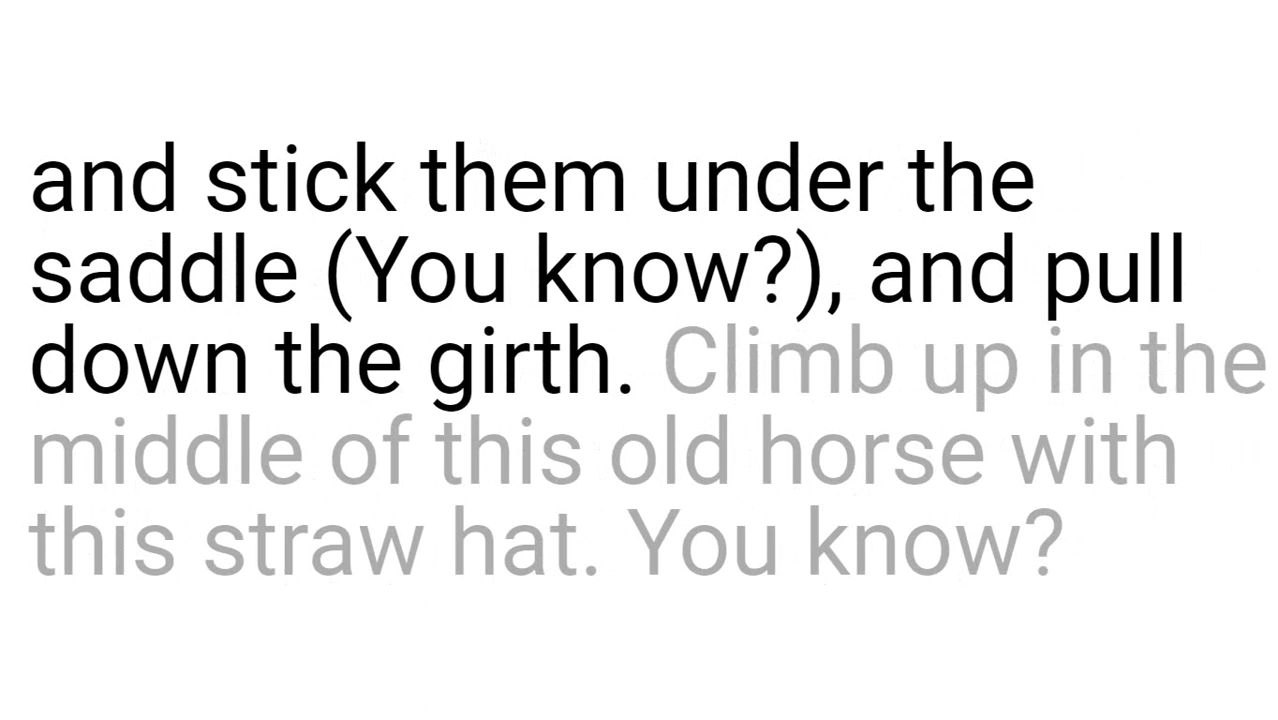 and stick them under the
saddle (You know?), and pull
down the girth. Climb up in the
middle of this old horse with
this straw hat. You know?